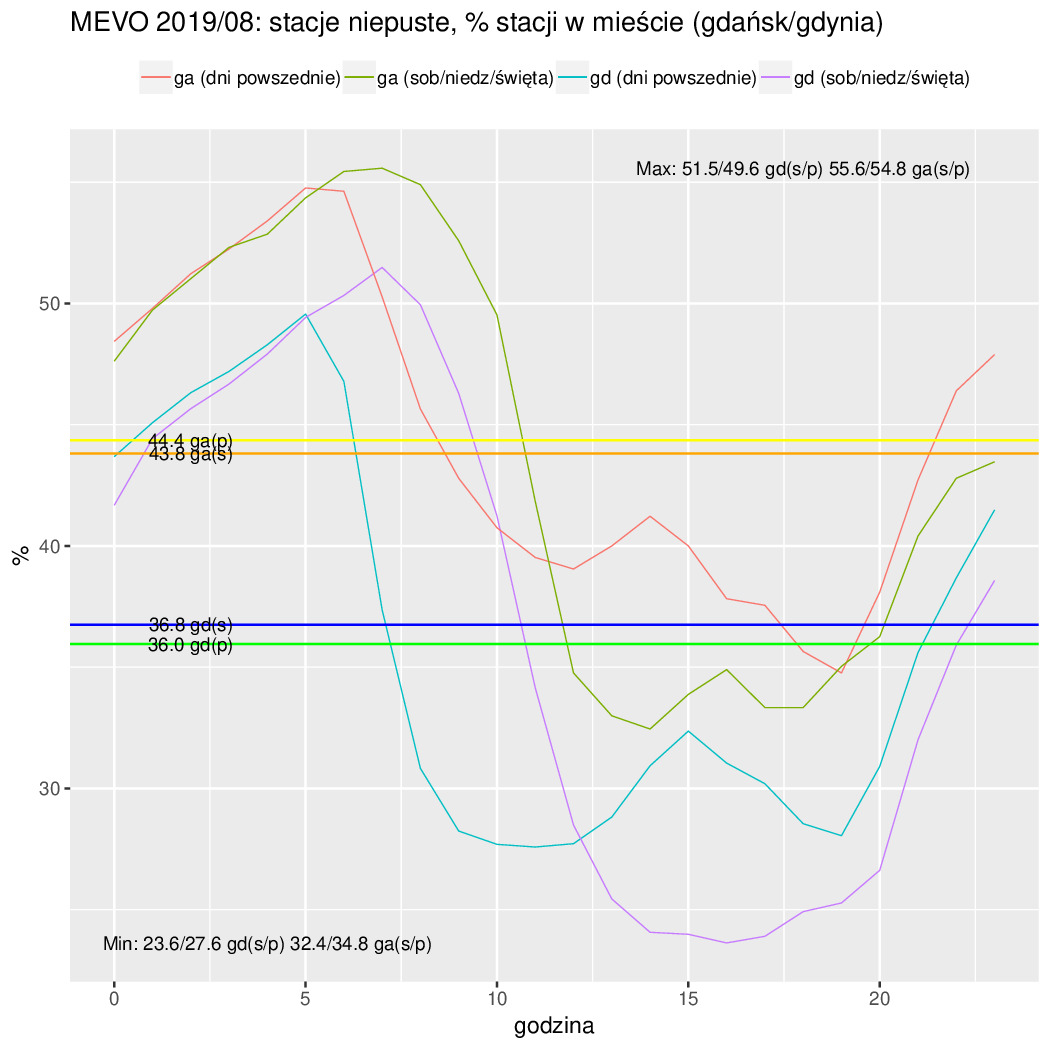 MEVO 2019/08: stacje niepuste, % stacji w mieście (gdańsk/gdynia)
ga (dni powszednie) ga (sob/niedz/święta) gd (dni powszednie) gd (sob/niedz/święta)
Max: 51.5/49.6 gd(s/p) 55.6/54.8 ga(s/p)
50
44.4 ga(p)
43.8 ga(s)
40
%
36.8 gd(s)
36.0 gd(p)
30
Min: 23.6/27.6 gd(s/p) 32.4/34.8 ga(s/p)
0 5 10 15 20
godzina